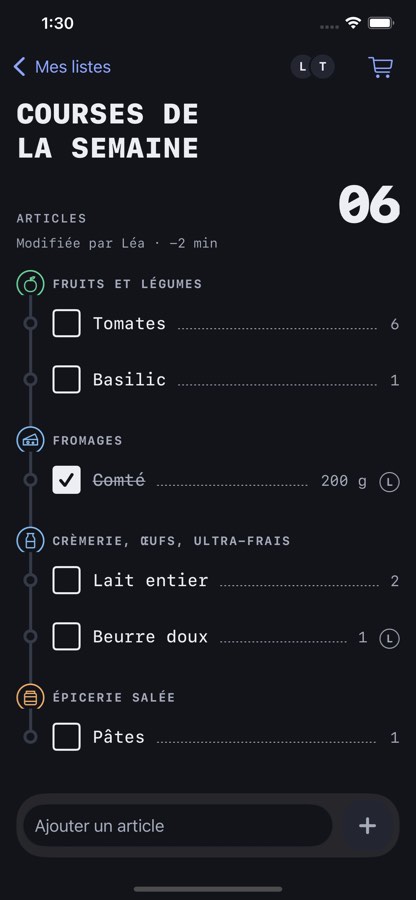 1:30
Mes listes
L T
COURSES DE
LA SEMAINE
06
ARTICLES
Modifiée par Léa · −2 min
FRUITS ET LÉGUMES
Tomates 6
Basilic 1
FROMAGES
Comté 200 g L
CRÈMERIE, ŒUFS, ULTRA-FRAIS
Lait entier 2
Beurre doux 1 L
ÉPICERIE SALÉE
Pâtes 1
Ajouter un article